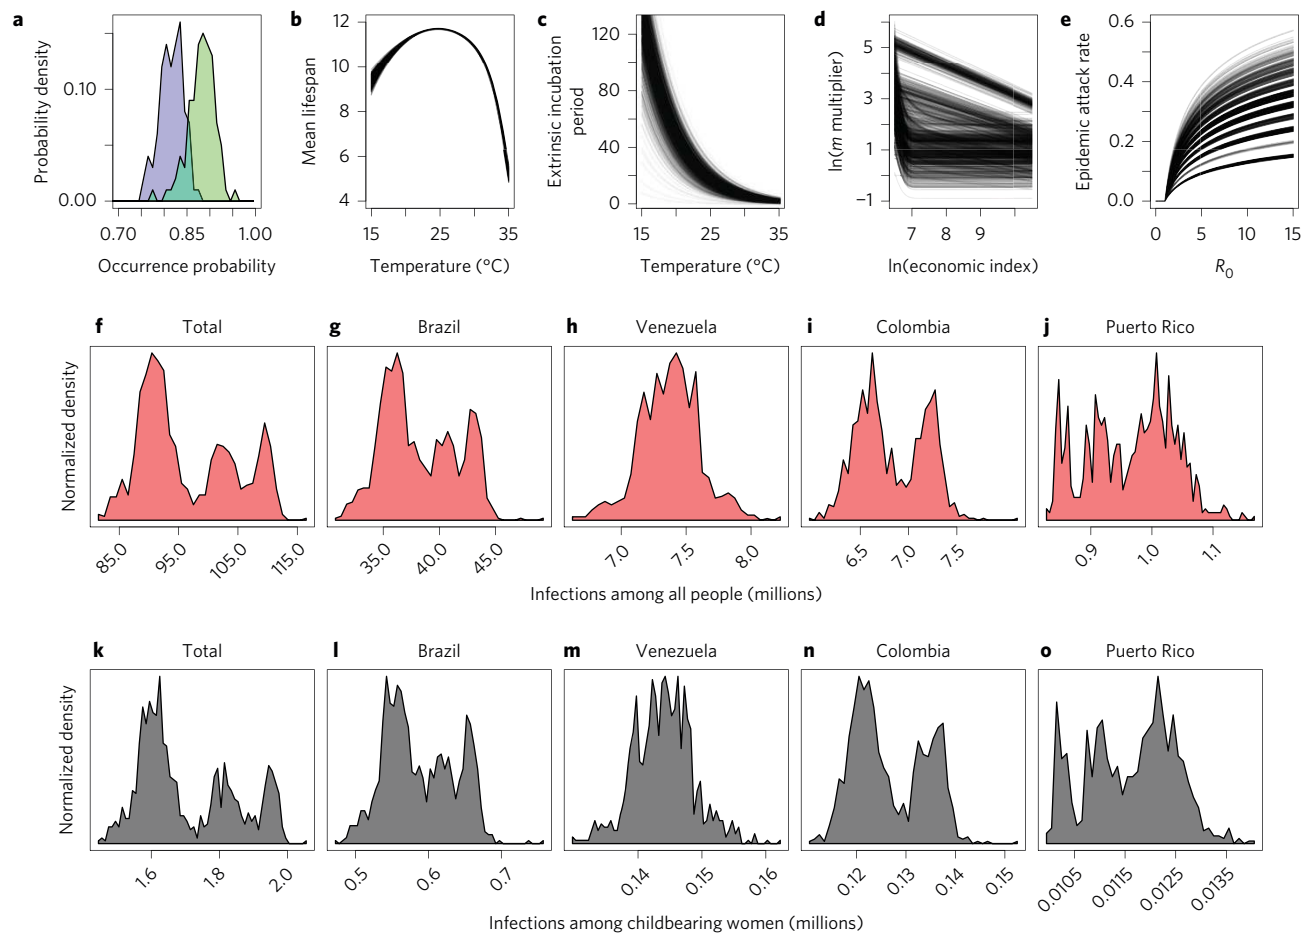 a
Probability density
0.10
0.00
0.70 0.85 1.00
Occurrence probability
b
Mean lifespan
12
10
8
6
4
15 25 35
Temperature (°C)
c
Extrinsic incubation
period
120
80
40
0
15 25 35
Temperature (°C)
d
ln(m multiplier)
5
3
1
−1
7 8 9
ln(economic index)
e
Epidemic attack rate
0.6
0.4
0.2
0.0
0 5 10 15
R0
f Total
Normalized density
85.0 95.0 105.0 115.0
g Brazil
35.0 40.0 45.0
h Venezuela
7.0 7.5 8.0
i Colombia
6.5 7.0 7.5
j Puerto Rico
0.9 1.0 1.1
Infections among all people (millions)
k Total
Normalized density
1.6 1.8 2.0
l Brazil
0.5 0.6 0.7
m Venezuela
0.14 0.15 0.16
n Colombia
0.12 0.13 0.14 0.15
o Puerto Rico
0.0105 0.0115 0.0125 0.0135
Infections among childbearing women (millions)